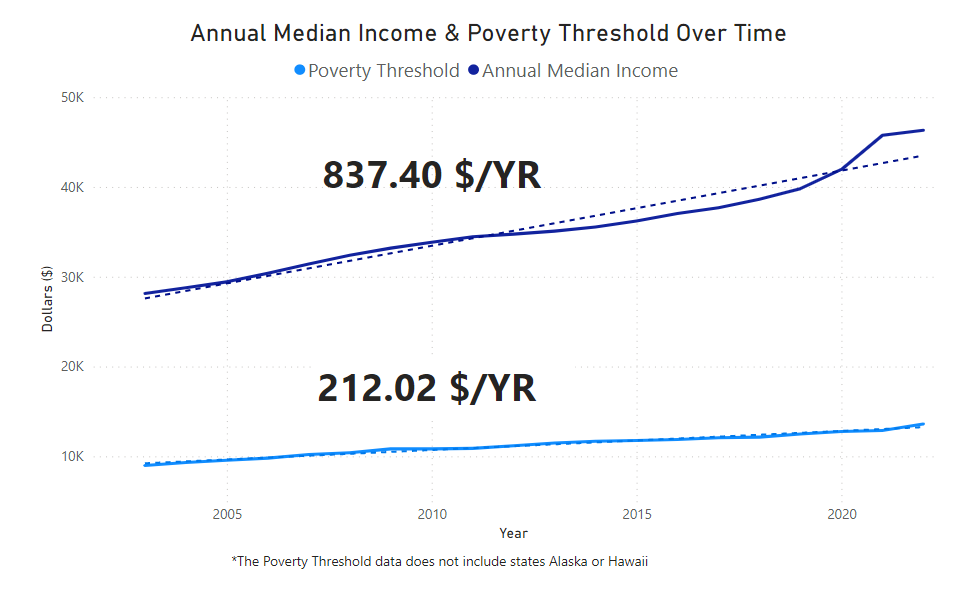 Annual Median Income & Poverty Threshold Over Time
Poverty Threshold Annual Median Income
50K
837.40 $/YR
40K
30K
Dollars ($)
20K
212.02 $/YR
10K
2005 2010 2015 2020
Year
*The Poverty Threshold data does not include states Alaska or Hawaii